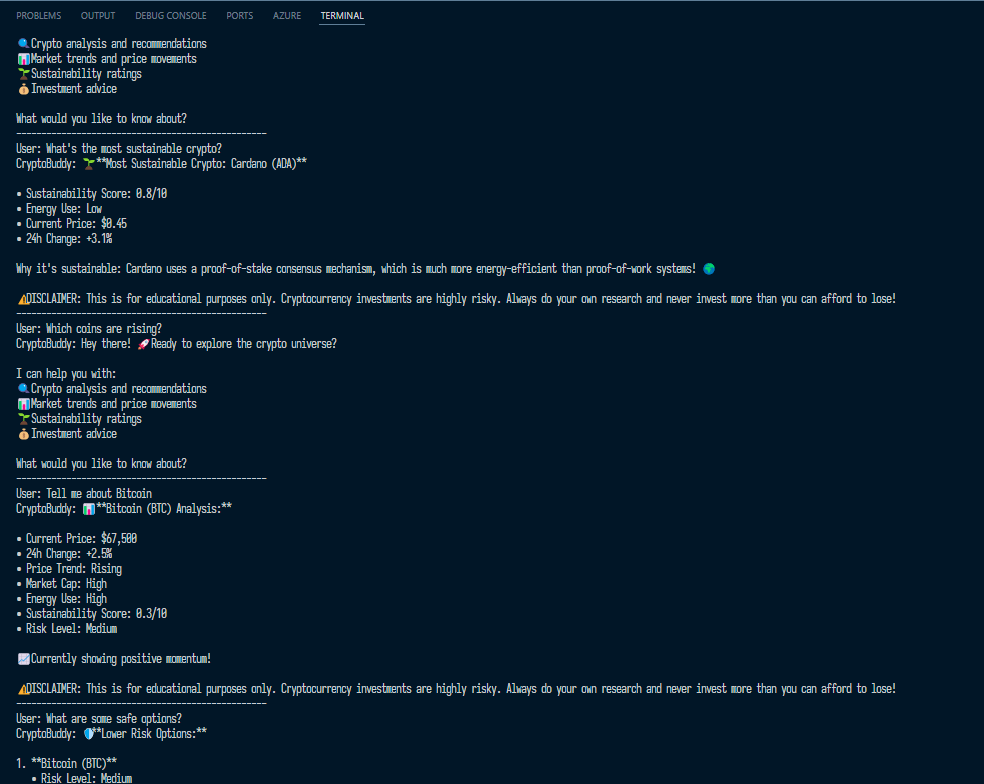 PROBLEMS OUTPUT DEBUG CONSOLE PORTS AZURE TERMINAL
🔍Crypto analysis and recommendations
📊Market trends and price movements
🌱Sustainability ratings
💰Investment advice
What would you like to know about?
--------------------------------------------------
User: What's the most sustainable crypto?
CryptoBuddy: 🌱**Most Sustainable Crypto: Cardano (ADA)**
• Sustainability Score: 0.8/10
• Energy Use: Low
• Current Price: $0.45
• 24h Change: +3.1%
Why it's sustainable: Cardano uses a proof-of-stake consensus mechanism, which is much more energy-efficient than proof-of-work systems! 🌍
⚠️DISCLAIMER: This is for educational purposes only. Cryptocurrency investments are highly risky. Always do your own research and never invest more than you can afford to lose!
--------------------------------------------------
User: Which coins are rising?
CryptoBuddy: Hey there! 🚀Ready to explore the crypto universe?
I can help you with:
🔍Crypto analysis and recommendations
📊Market trends and price movements
🌱Sustainability ratings
💰Investment advice
What would you like to know about?
--------------------------------------------------
User: Tell me about Bitcoin
CryptoBuddy: 📊**Bitcoin (BTC) Analysis:**
• Current Price: $67,500
• 24h Change: +2.5%
• Price Trend: Rising
• Market Cap: High
• Energy Use: High
• Sustainability Score: 0.3/10
• Risk Level: Medium
📈Currently showing positive momentum!
⚠️DISCLAIMER: This is for educational purposes only. Cryptocurrency investments are highly risky. Always do your own research and never invest more than you can afford to lose!
--------------------------------------------------
User: What are some safe options?
CryptoBuddy: 🛡️**Lower Risk Options:**
1. **Bitcoin (BTC)**
• Risk Level: Medium